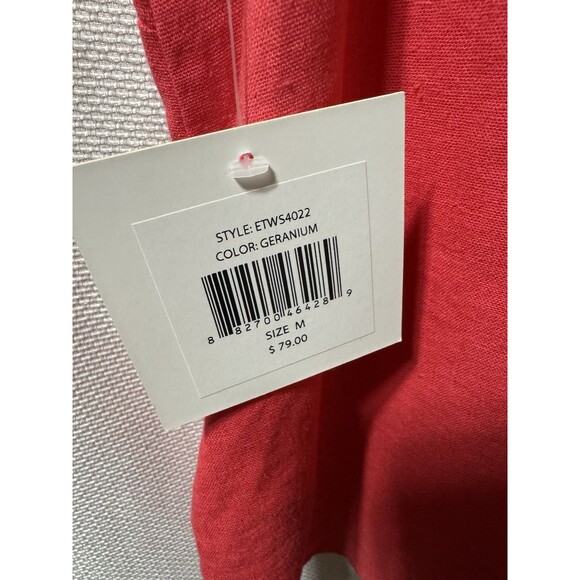 STYLE: ETWS4022
COLOR: GERANIUM
8 82700 46428 9
SIZE M
$ 79.00